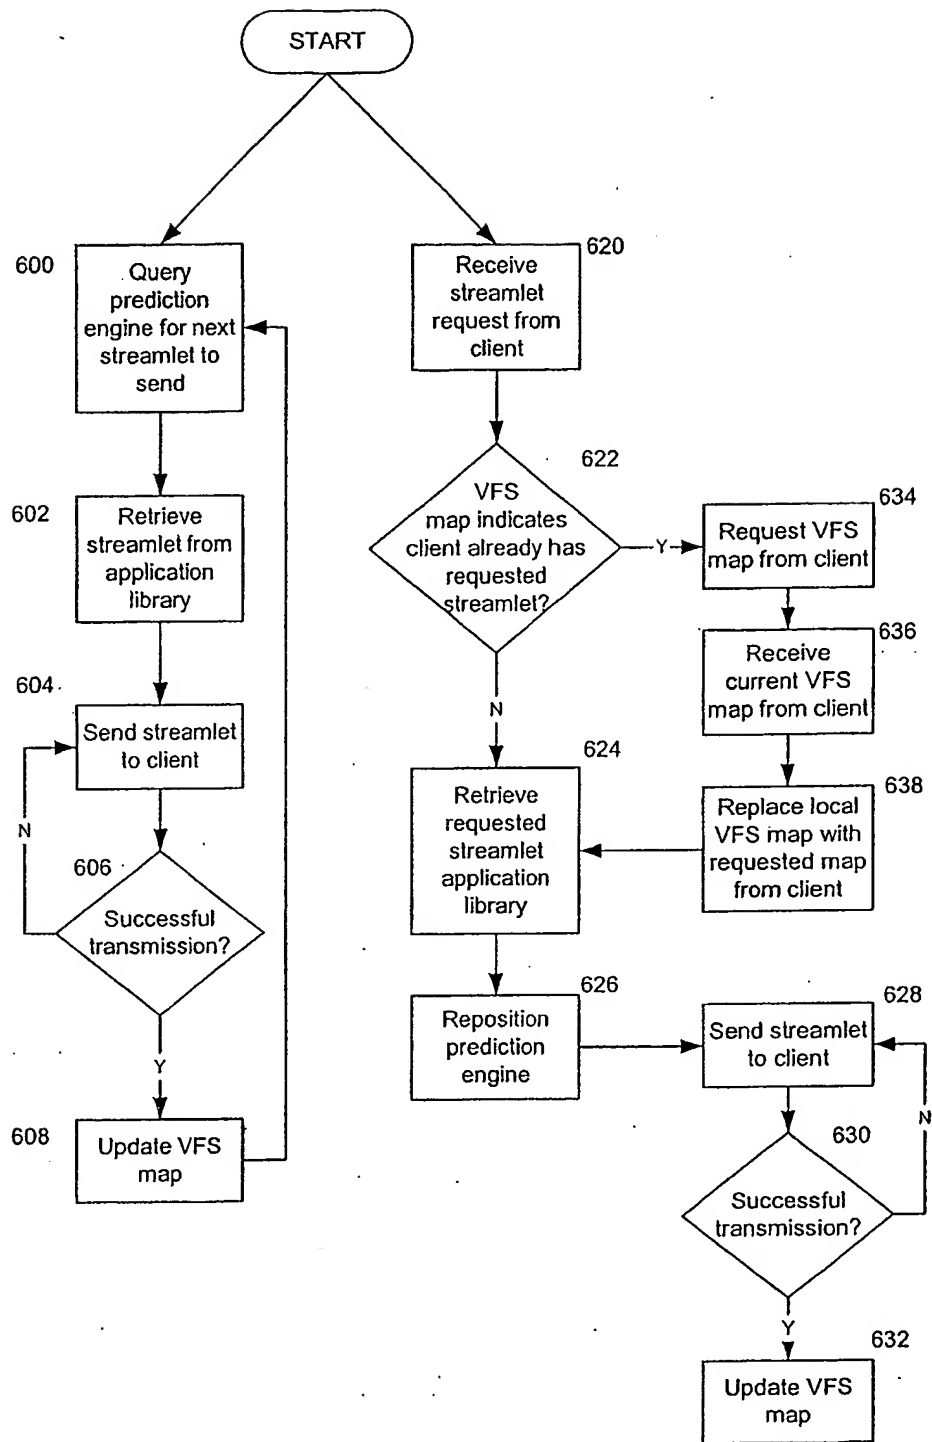 START
600
Query
prediction
engine for next
streamlet to
send
602
Retrieve
streamlet from
application
library
604
Send streamlet
to client
N
606
Successful
transmission?
Y
608
Update VFS
map
620
Receive
streamlet
request from
client
622
VFS
map indicates
client already has
requested
streamlet?
Y
N
634
Request VFS
map from client
636
Receive
current VFS
map from client
638
Replace local
VFS map with
requested map
from client
624
Retrieve
requested
streamlet
application
library
626
Reposition
prediction
engine
628
Send streamlet
to client
N
630
Successful
transmission?
Y
632
Update VFS
map